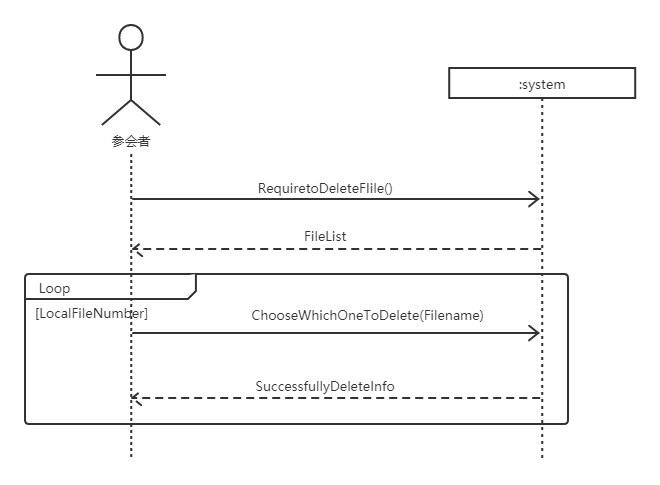 :system
参会者
RequiretoDeleteFlile()
FileList
Loop
[LocalFileNumber]
ChooseWhichOneToDelete(Filename)
SuccessfullyDeleteInfo